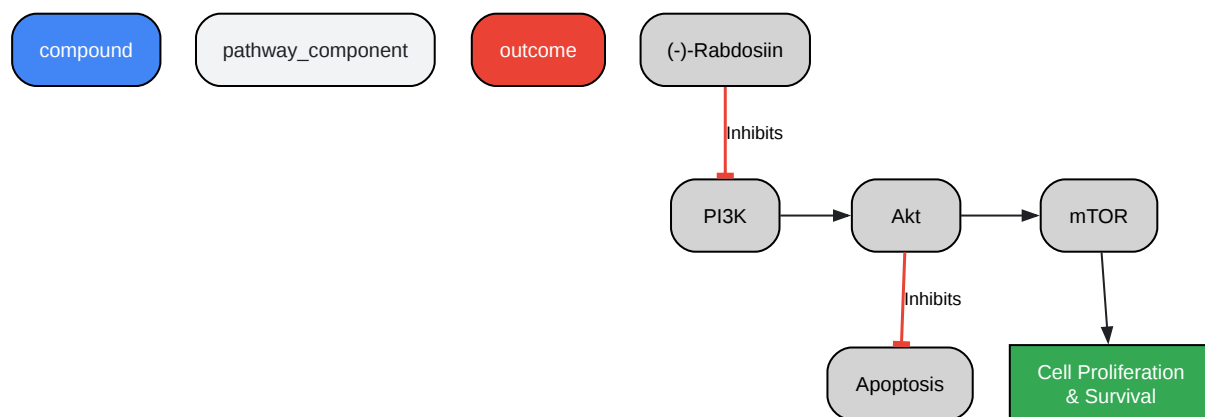 compound
pathway_component
outcome
(-)-Rabdosiin
Inhibits
PI3K
Akt
mTOR
Inhibits
Apoptosis
Cell Proliferation
& Survival